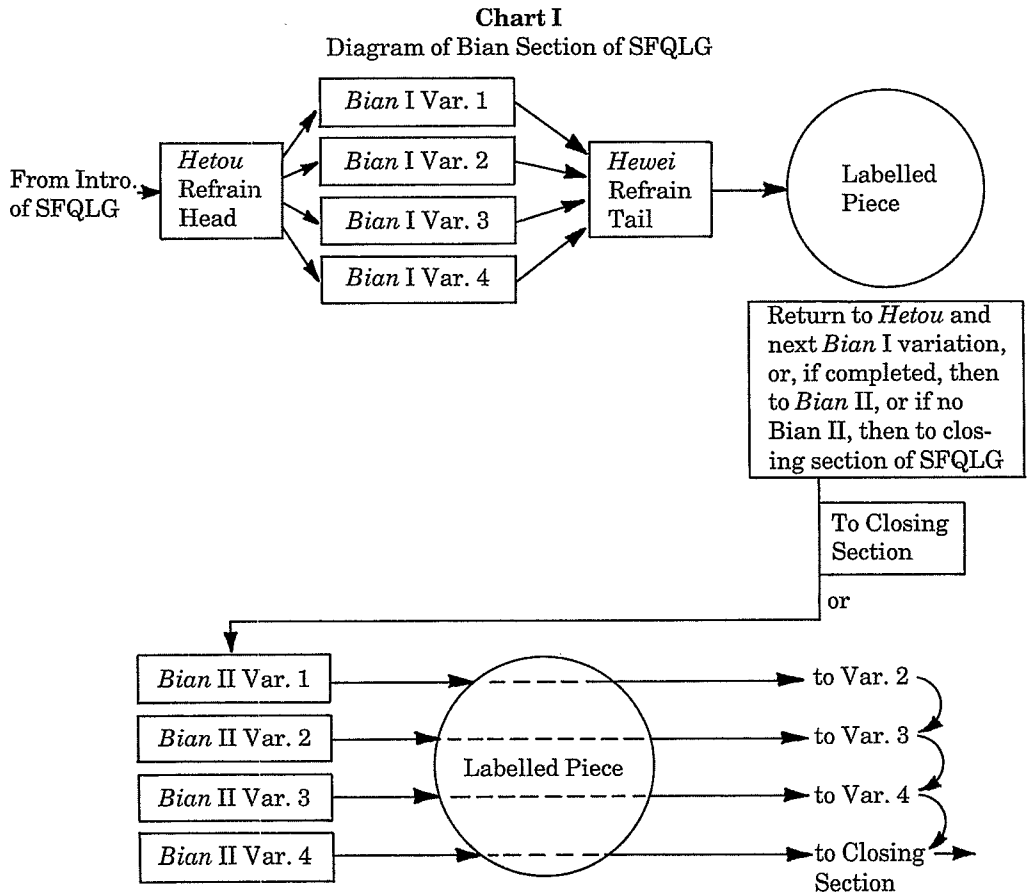 Chart I
Diagram of Bian Section of SFQLG
From Intro.
of SFQLG
Hetou
Refrain
Head
Bian I Var. 1
Bian I Var. 2
Bian I Var. 3
Bian I Var. 4
Hewei
Refrain
Tail
Labelled
Piece
Return to Hetou and
next Bian I variation,
or, if completed, then
to Bian II, or if no
Bian II, then to clos-
ing section of SFQLG
To Closing
Section
or
Bian II Var. 1
Bian II Var. 2
Bian II Var. 3
Bian II Var. 4
Labelled Piece
to Var. 2
to Var. 3
to Var. 4
to Closing
Section